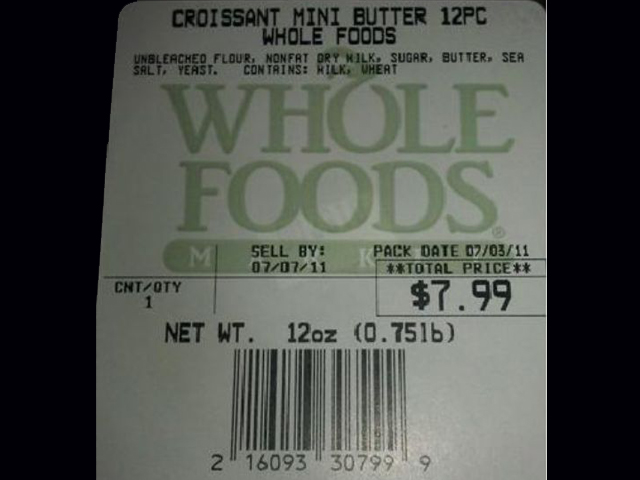 CROISSANT MINI BUTTER 12PC
WHOLE FOODS
UNBLEACHED FLOUR, NONFAT DRY MILK, SUGAR, BUTTER, SEA
SALT, YEAST. CONTAINS: MILK, WHEAT
WHOLE
FOODS®
M K
SELL BY: PACK DATE 07/03/11
07/07/11 **TOTAL PRICE**
CNT/QTY $7.99
1
NET WT. 12oz (0.75lb)
2 16093 30799 9